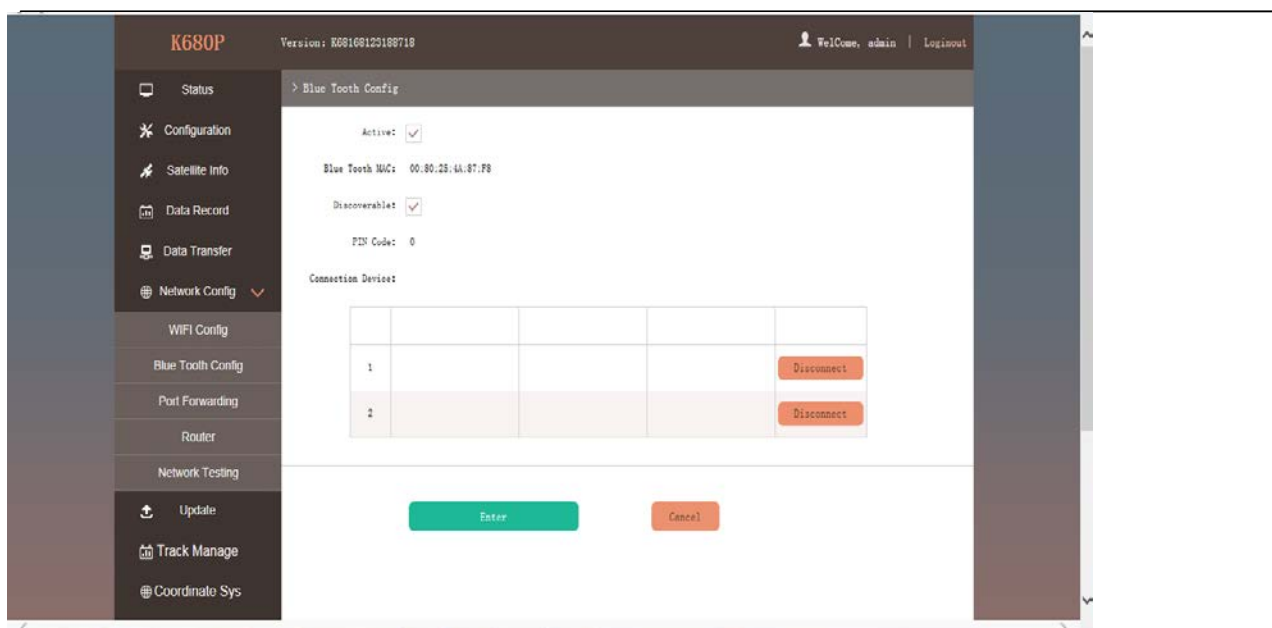 K680P
Version: K68168123188718
WelCome, admin | Loginout
Status
> Blue Tooth Config
Configuration
Active:
Satellite Info
Blue Tooth MAC: 00:80:25:4A:87:F8
Data Record
Discoverable:
Data Transfer
PIN Code: 0
Network Config
Connection Device:
WIFI Config
Blue Tooth Config
1 Disconnect
Port Forwarding
2 Disconnect
Router
Network Testing
Update
Enter
Cancel
Track Manage
Coordinate Sys